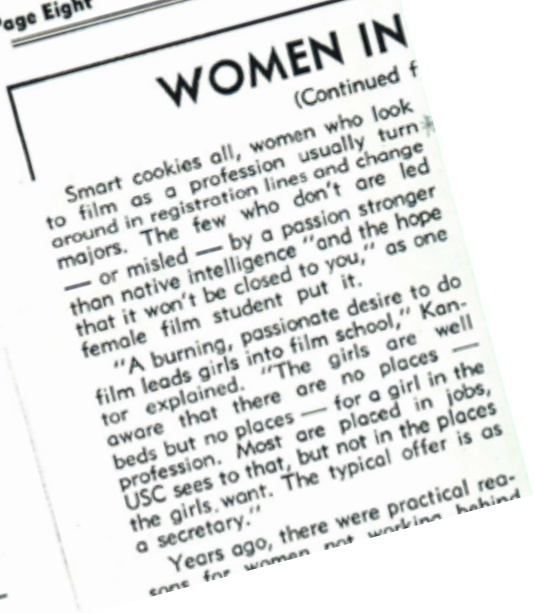 Page Eight
WOMEN IN
(Continued f
Smart cookies all, women who look
to film as a profession usually turn
around in registration lines and change
majors. The few who don't are led
— or misled — by a passion stronger
than native intelligence "and the hope
that it won't be closed to you," as one
female film student put it.
"A burning, passionate desire to do
film leads girls into film school," Kan-
tor explained. "The girls are well
aware that there are no places —
beds but no places — for a girl in the
profession. Most are placed in jobs,
USC sees to that, but not in the places
the girls want. The typical offer is as
a secretary."
Years ago, there were practical rea-
sons for women not working behind